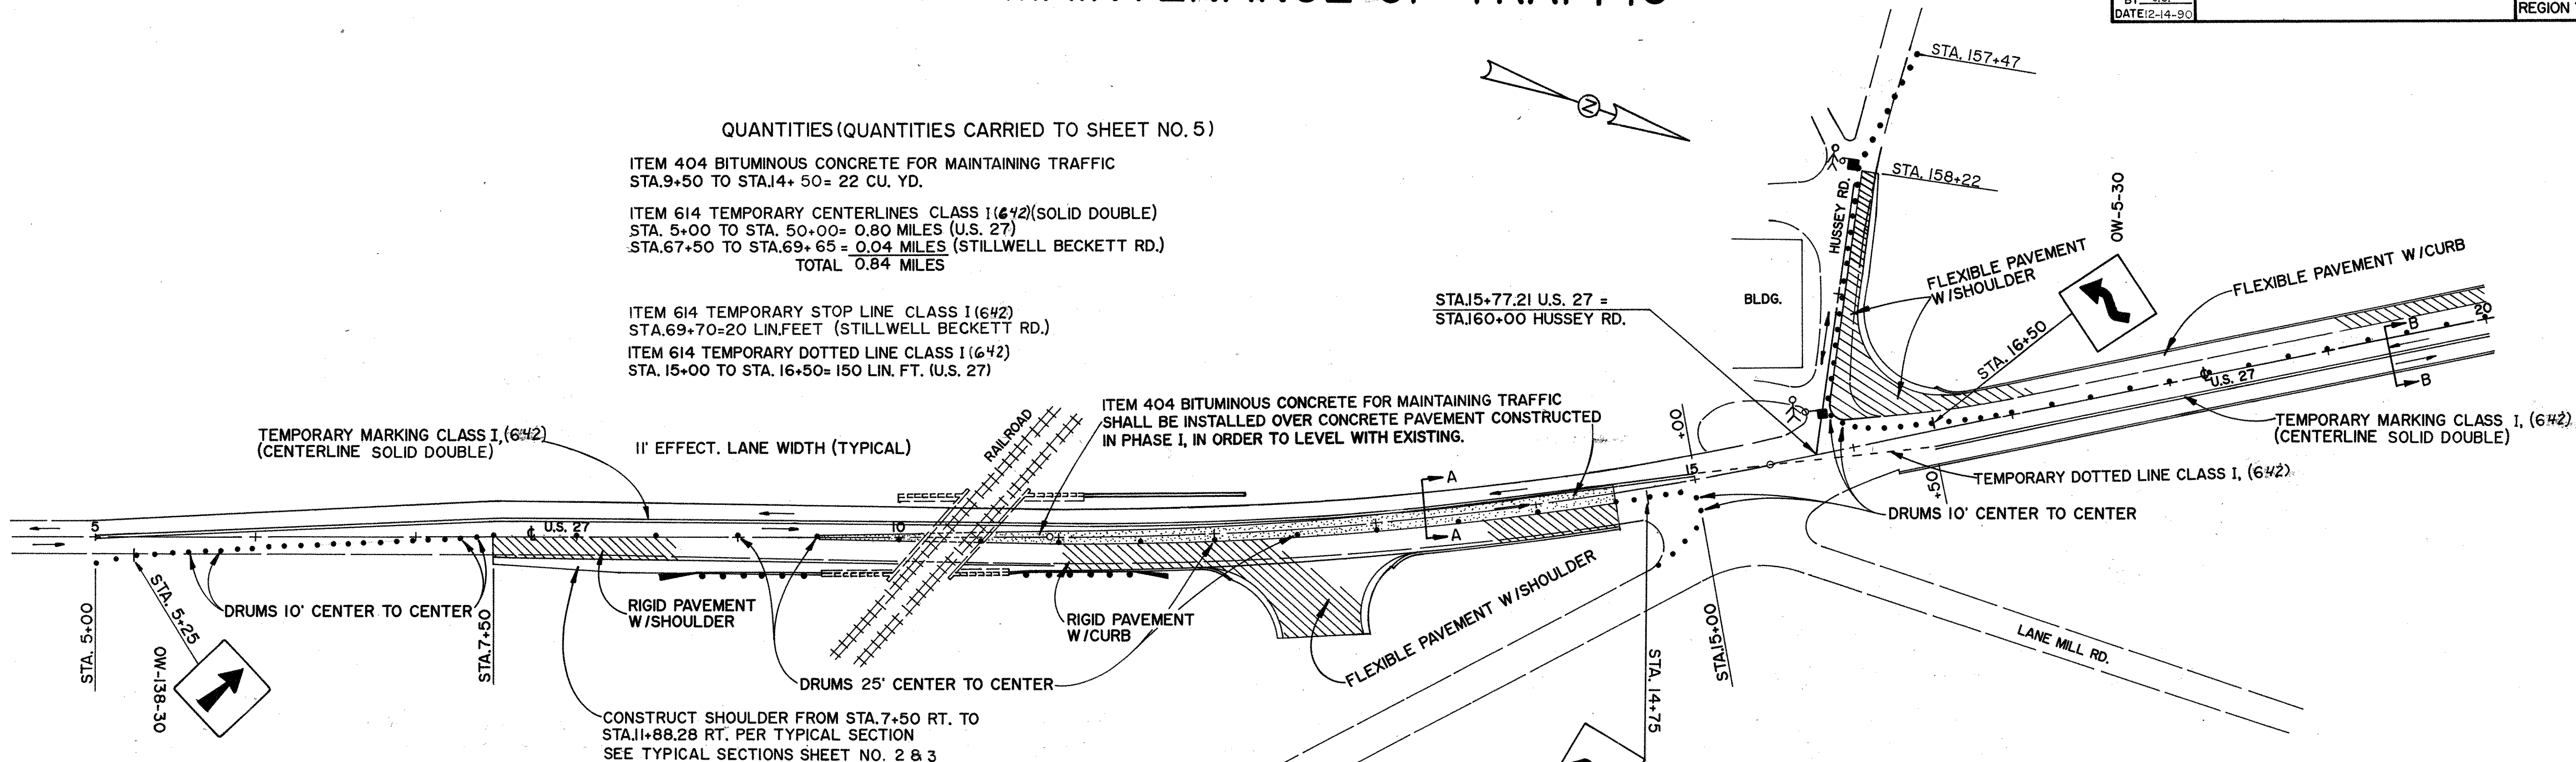 MAINTENANCE OF TRAFFIC
DATE 12-14-90
REGION
QUANTITIES (QUANTITIES CARRIED TO SHEET NO. 5)
ITEM 404 BITUMINOUS CONCRETE FOR MAINTAINING TRAFFIC
STA.9+50 TO STA.14+ 50= 22 CU. YD.
ITEM 614 TEMPORARY CENTERLINES CLASS I (642)(SOLID DOUBLE)
STA. 5+00 TO STA. 50+00= 0.80 MILES (U.S. 27)
STA.67+50 TO STA.69+ 65 = 0.04 MILES (STILLWELL BECKETT RD.)
TOTAL 0.84 MILES
ITEM 614 TEMPORARY STOP LINE CLASS I (642)
STA.69+70=20 LIN.FEET (STILLWELL BECKETT RD.)
ITEM 614 TEMPORARY DOTTED LINE CLASS I (642)
STA. 15+00 TO STA. 16+50= 150 LIN. FT. (U.S. 27)
N
STA. 157+47
STA. 158+22
HUSSEY RD.
BLDG.
STA.15+77.21 U.S. 27 =
STA.160+00 HUSSEY RD.
FLEXIBLE PAVEMENT
W/SHOULDER
OW-5-30
STA. 16+50
FLEXIBLE PAVEMENT W/CURB
B
20
U.S. 27
B
TEMPORARY MARKING CLASS I, (642)
(CENTERLINE SOLID DOUBLE)
TEMPORARY DOTTED LINE CLASS I, (642)
+50
DRUMS 10' CENTER TO CENTER
LANE MILL RD.
TEMPORARY MARKING CLASS I, (642)
(CENTERLINE SOLID DOUBLE)
11' EFFECT. LANE WIDTH (TYPICAL)
RAILROAD
ITEM 404 BITUMINOUS CONCRETE FOR MAINTAINING TRAFFIC
SHALL BE INSTALLED OVER CONCRETE PAVEMENT CONSTRUCTED
IN PHASE I, IN ORDER TO LEVEL WITH EXISTING.
+00
15
A
A
5
U.S. 27
10
STA. 5+00
STA. 5+25
OW-138-30
DRUMS 10' CENTER TO CENTER
STA.7+50
RIGID PAVEMENT
W/SHOULDER
DRUMS 25' CENTER TO CENTER
RIGID PAVEMENT
W/CURB
FLEXIBLE PAVEMENT W/SHOULDER
STA. 14+75
STA.15+00
CONSTRUCT SHOULDER FROM STA.7+50 RT. TO
STA.11+88.28 RT. PER TYPICAL SECTION
SEE TYPICAL SECTIONS SHEET NO. 2 & 3